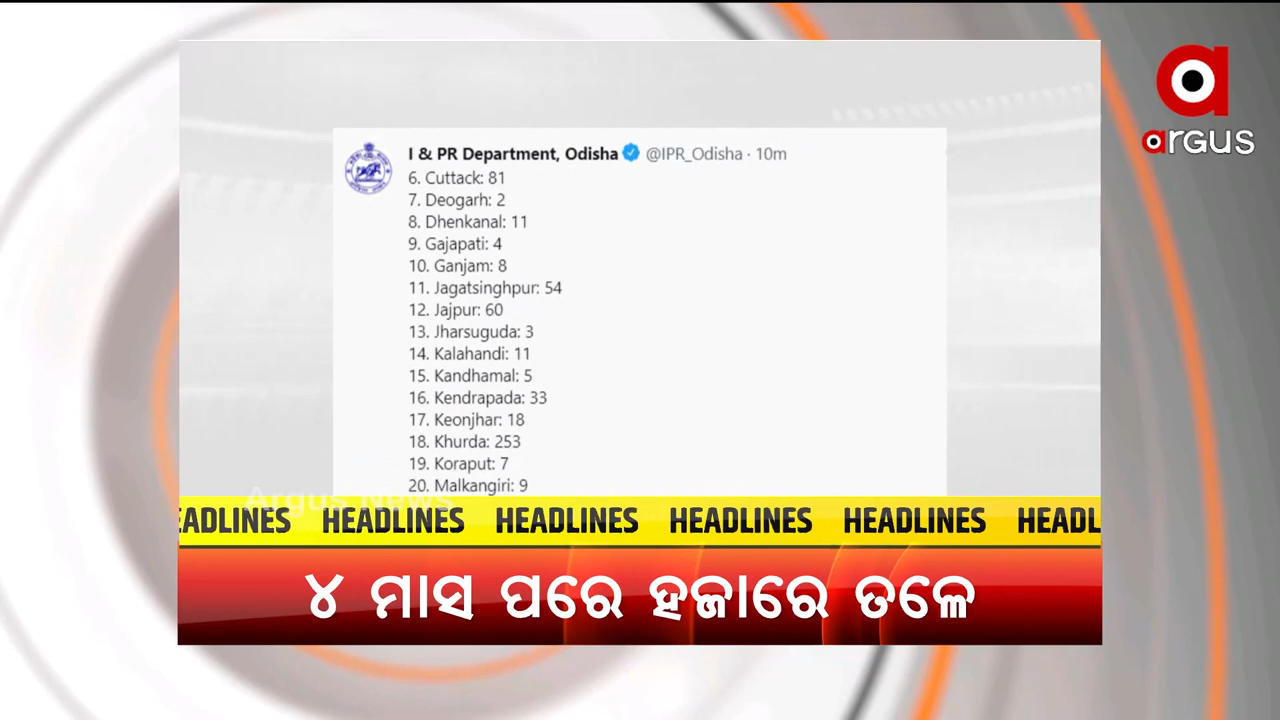 argus
I & PR Department, Odisha @IPR_Odisha · 10m
6. Cuttack: 81
7. Deogarh: 2
8. Dhenkanal: 11
9. Gajapati: 4
10. Ganjam: 8
11. Jagatsinghpur: 54
12. Jajpur: 60
13. Jharsuguda: 3
14. Kalahandi: 11
15. Kandhamal: 5
16. Kendrapada: 33
17. Keonjhar: 18
18. Khurda: 253
19. Koraput: 7
20. Malkangiri: 9
Argus News
EADLINES HEADLINES HEADLINES HEADLINES HEADLINES HEADL
୪ ମାସ ପରେ ହଜାରେ ତଳେ